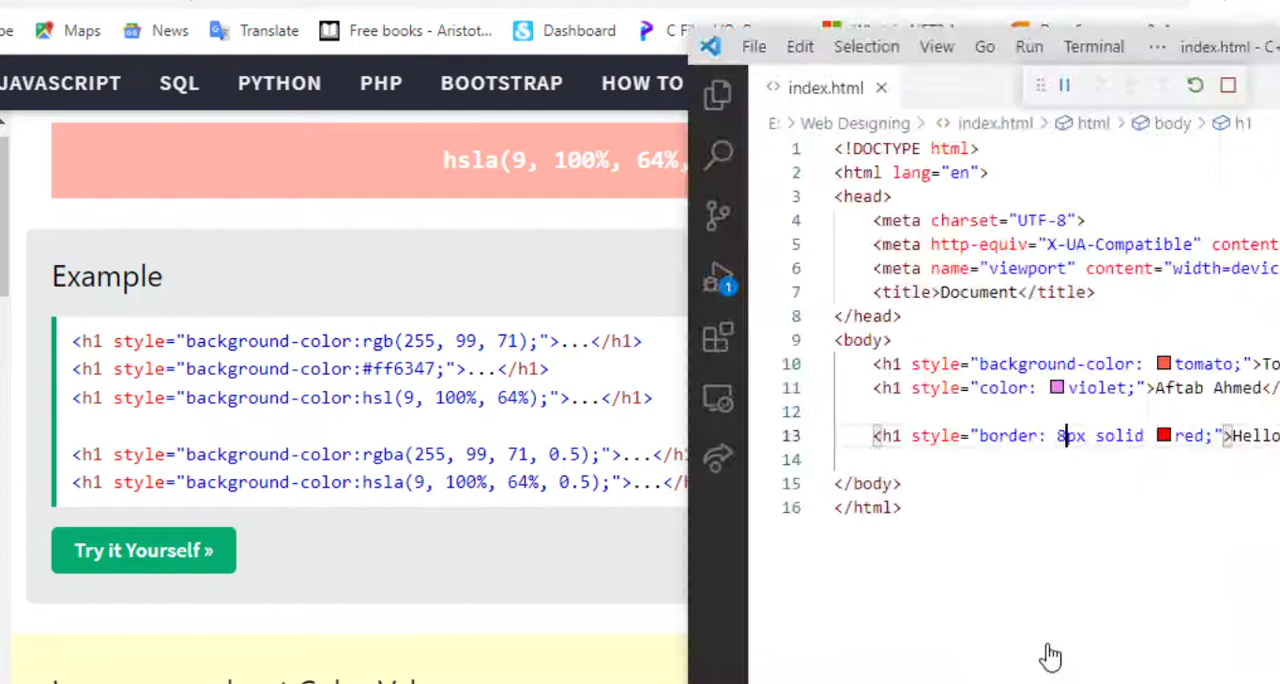 Maps News Translate Free books - Aristot... Dashboard
File Edit Selection View Go Run Terminal ··· index.html - C+
JAVASCRIPT SQL PYTHON PHP BOOTSTRAP HOW TO
index.html
E: > Web Designing > index.html > html > body > h1
hsla(9, 100%, 64%,
Example
<h1 style="background-color:rgb(255, 99, 71);">...</h1>
<h1 style="background-color:#ff6347;">...</h1>
<h1 style="background-color:hsl(9, 100%, 64%);">...</h1>
<h1 style="background-color:rgba(255, 99, 71, 0.5);">...</h
<h1 style="background-color:hsla(9, 100%, 64%, 0.5);">...</h
Try it Yourself »
1
1 <!DOCTYPE html>
2 <html lang="en">
3 <head>
4 <meta charset="UTF-8">
5 <meta http-equiv="X-UA-Compatible" content
6 <meta name="viewport" content="width=devic
7 <title>Document</title>
8 </head>
9 <body>
10 <h1 style="background-color: tomato;">To
11 <h1 style="color: violet;">Aftab Ahmed</
12
13 <h1 style="border: 8px solid red;">Hello
14
15 </body>
16 </html>